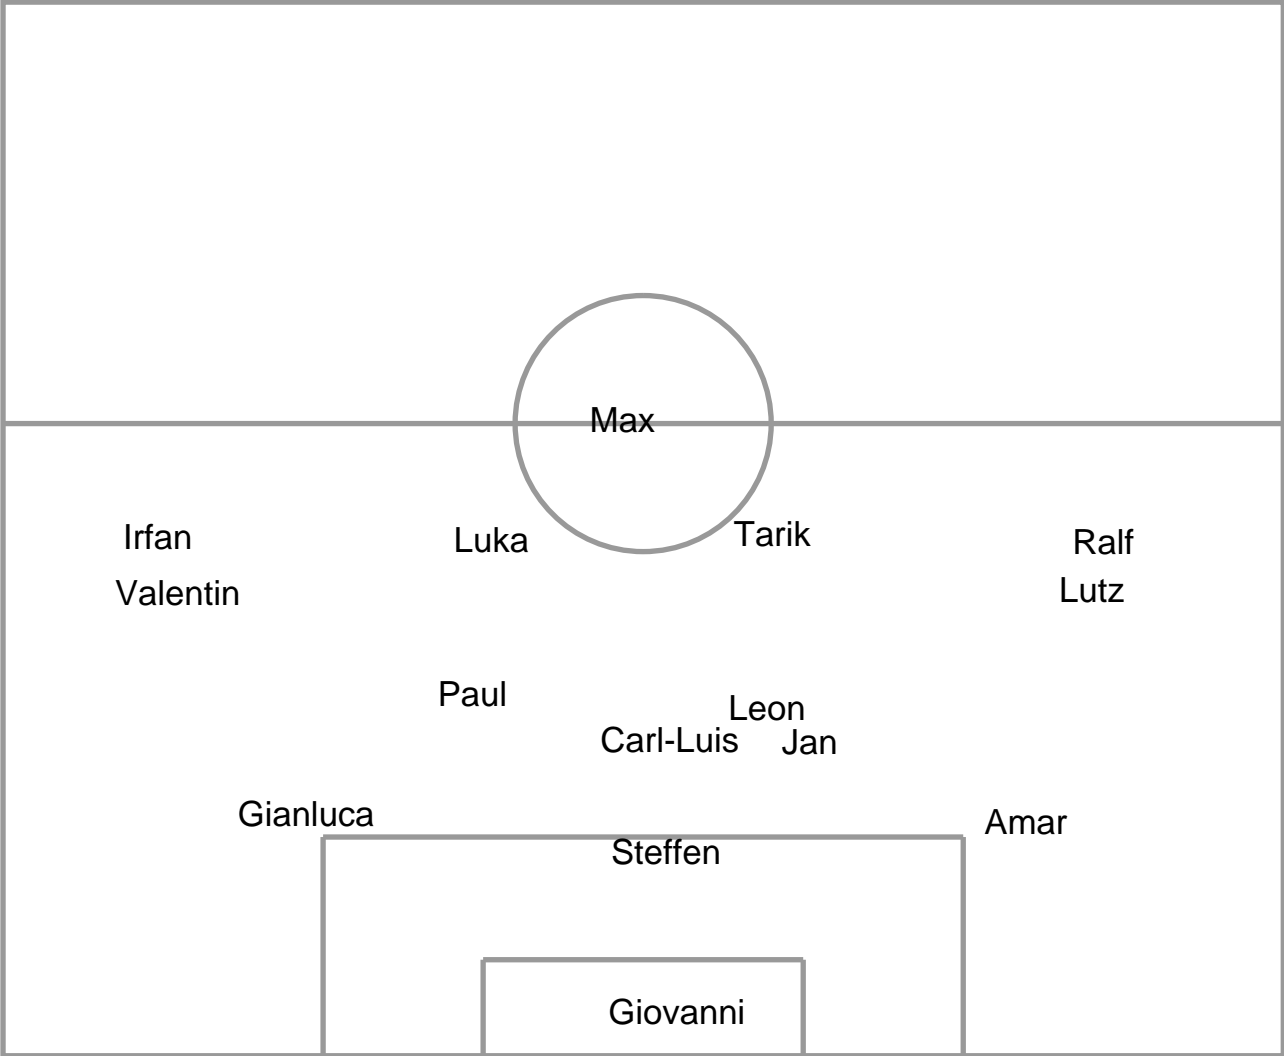 Max
Irfan
Luka
Tarik
Ralf
Valentin
Lutz
Paul
Leon
Carl-Luis
Jan
Gianluca
Amar
Steffen
Giovanni